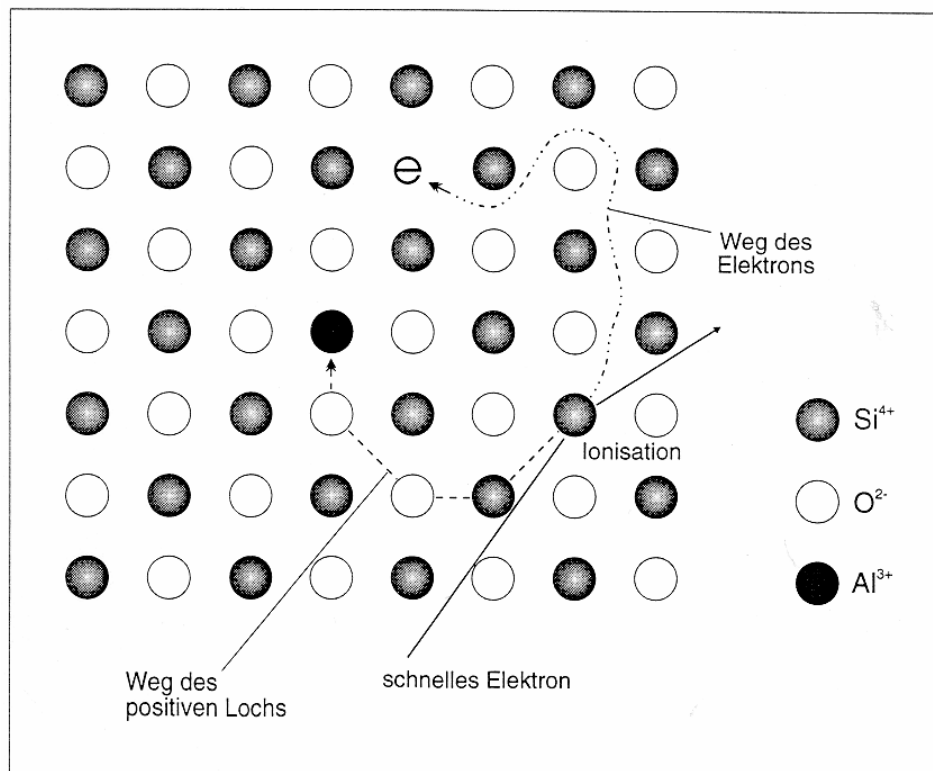 e
Weg des
Elektrons
Ionisation
Si⁴⁺
O²⁻
Al³⁺
Weg des
positiven Lochs
schnelles Elektron